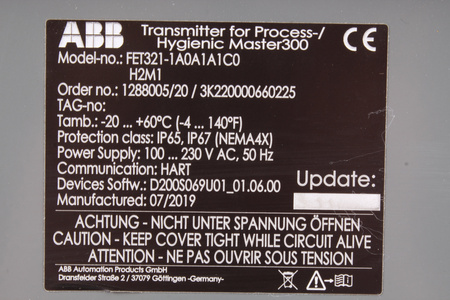 ABB Transmitter for Process-/
Hygienic Master300
CE
Model-no.: FET321-1A0A1A1C0
H2M1
Order no.: 1288005/20 / 3K220000660225
TAG-no:
Tamb.: -20 ... +60°C (-4 ... 140°F)
Protection class: IP65, IP67 (NEMA4X)
Power Supply: 100 ... 230 V AC, 50 Hz
Communication: HART
Devices Softw.: D200S069U01_01.06.00
Update:
Manufactured: 07/2019
ACHTUNG - NICHT UNTER SPANNUNG ÖFFNEN
CAUTION - KEEP COVER TIGHT WHILE CIRCUIT ALIVE
ATTENTION - NE PAS OUVRIR SOUS TENSION
ABB Automation Products GmbH
Dransfelder Straße 2 / 37079 Göttingen -Germany-